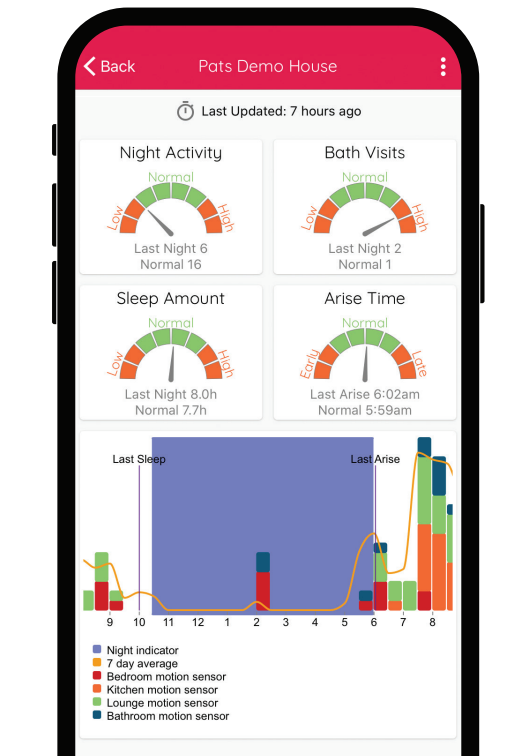 Back
Pats Demo House
Last Updated: 7 hours ago
Night Activity
Low
Normal
High
Last Night 6
Normal 16
Bath Visits
Low
Normal
High
Last Night 2
Normal 1
Sleep Amount
Low
Normal
High
Last Night 8.0h
Normal 7.7h
Arise Time
Early
Normal
Late
Last Arise 6:02am
Normal 5:59am
Last Sleep
Last Arise
9 10 11 12 1 2 3 4 5 6 7 8
Night indicator
7 day average
Bedroom motion sensor
Kitchen motion sensor
Lounge motion sensor
Bathroom motion sensor